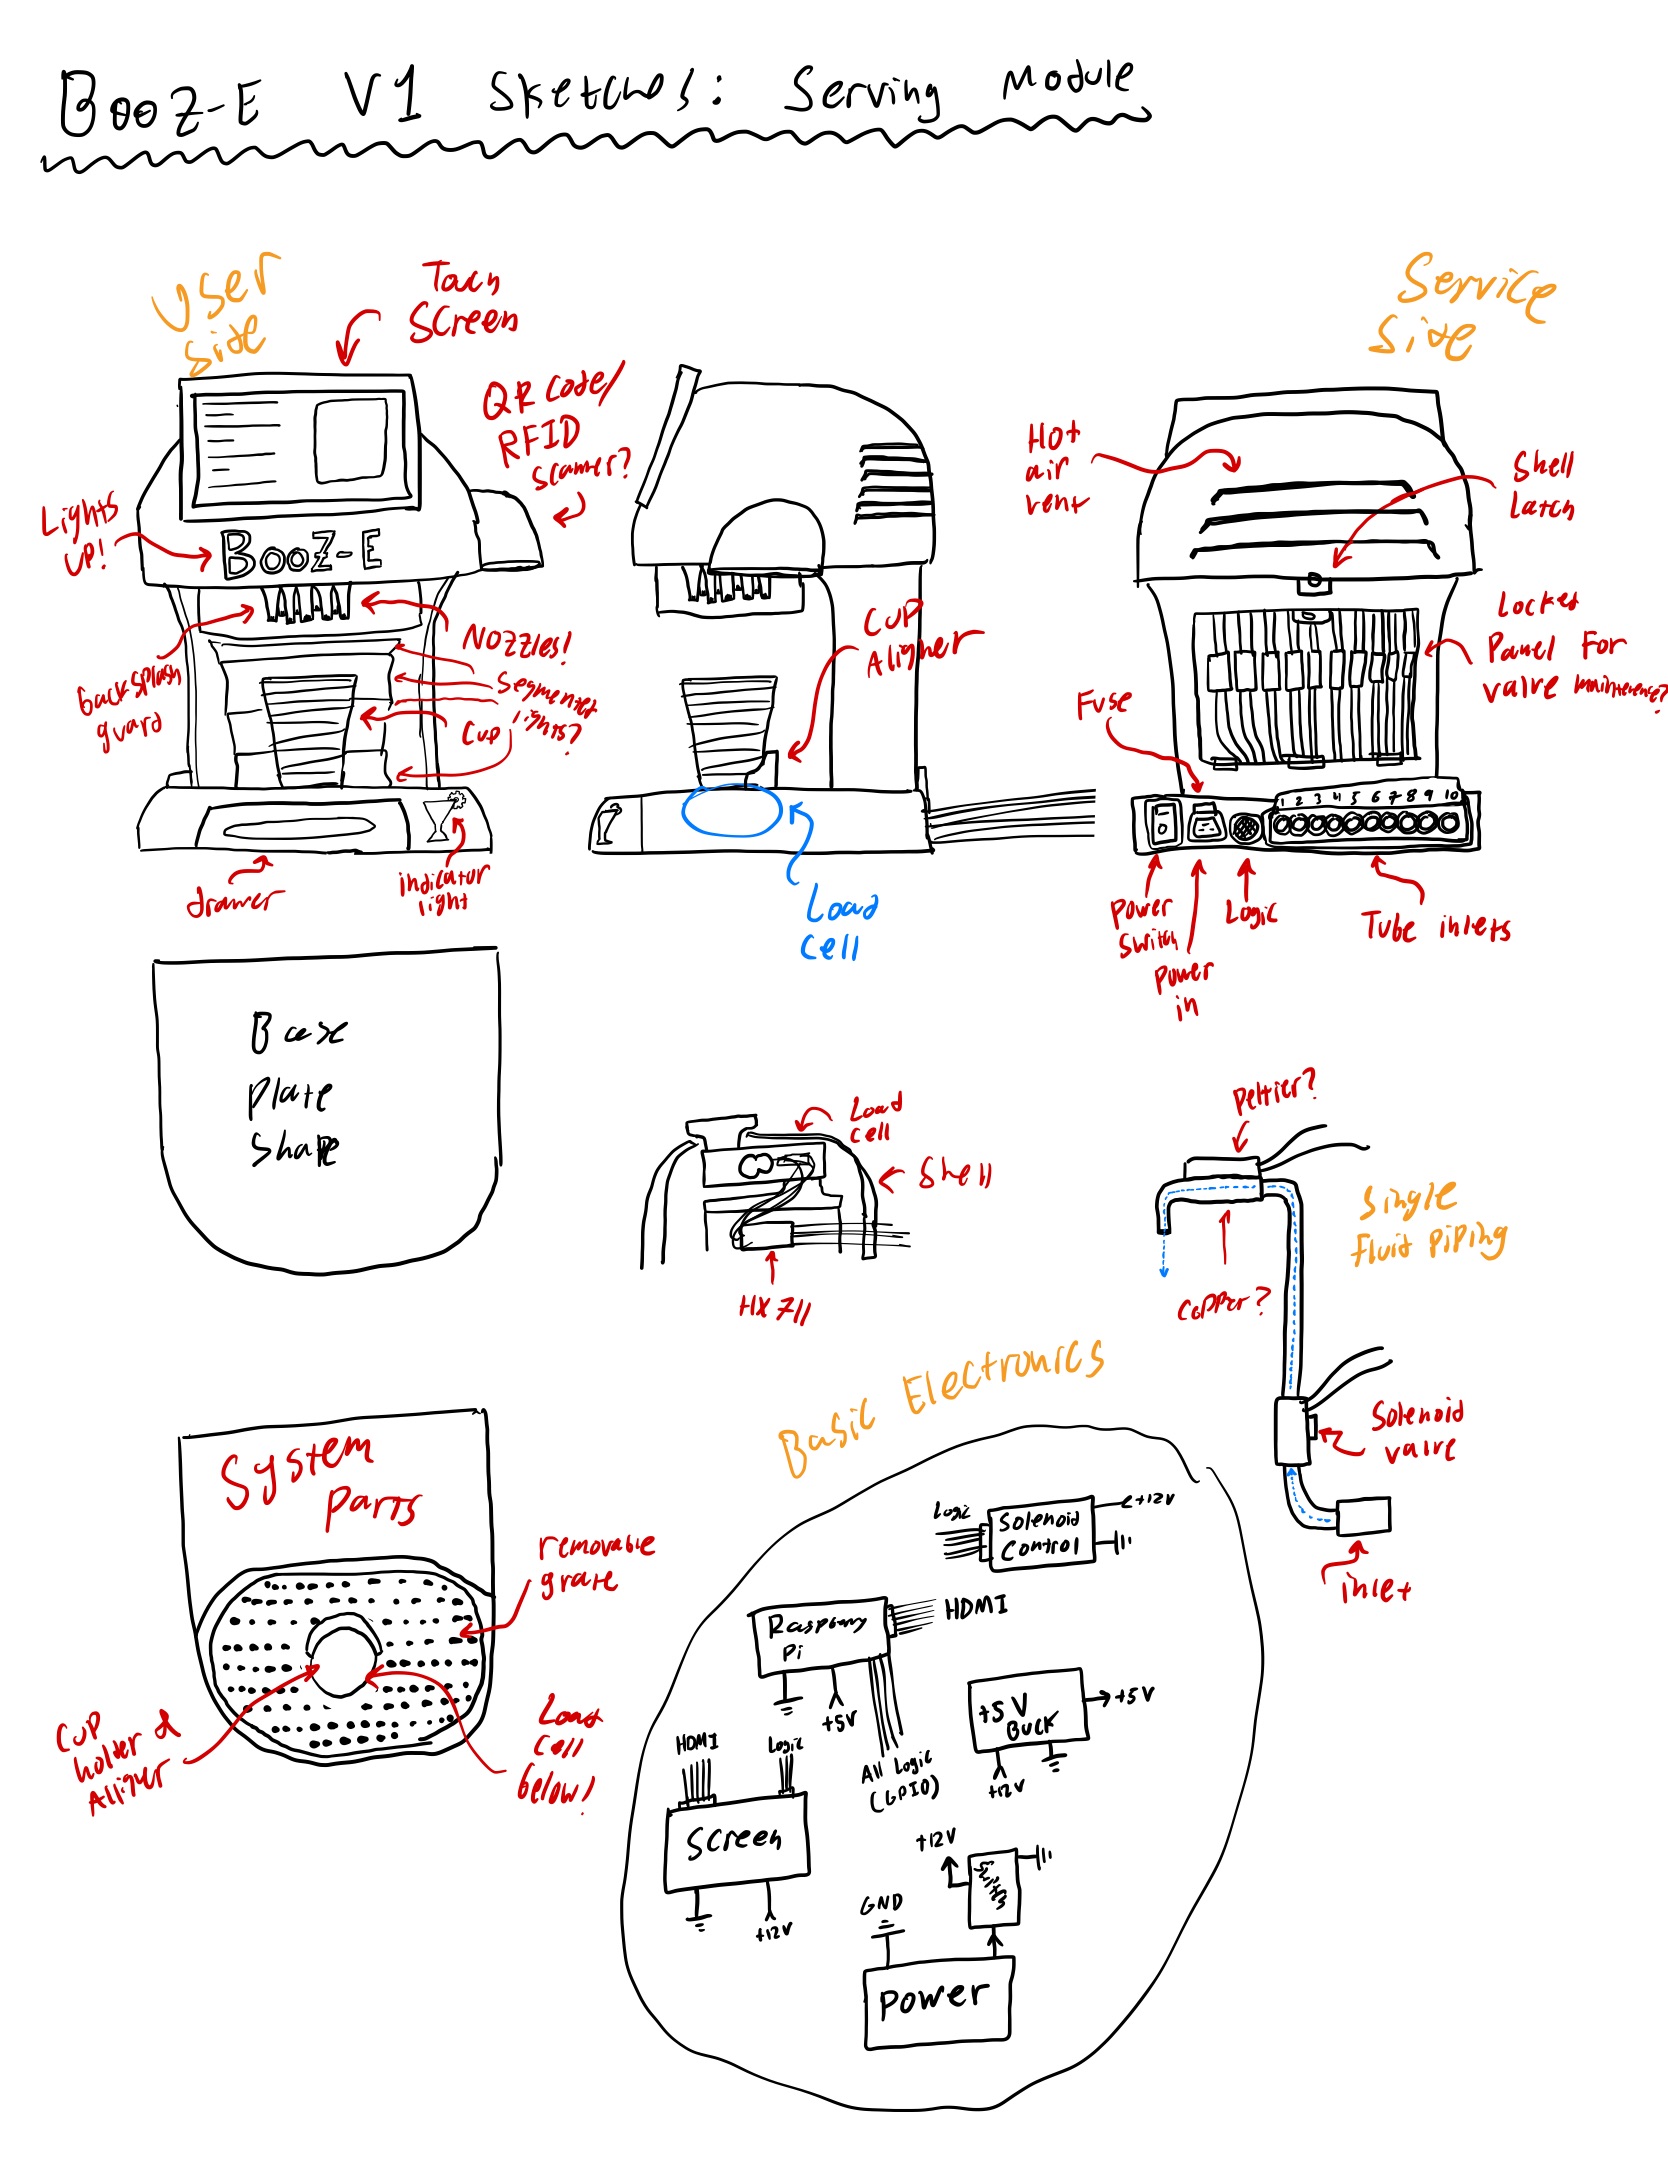 BooZ-E V1 Sketches: Serving Module
User
Side
Touch
Screen
QR Code/
RFID
Scanner?
Lights
UP!
BooZ-E
Nozzles!
backsplash
guard
Segmented
lights?
Cup
drawer
indicator
light
Cup
Aligner
Load
Cell
Service
Side
Hot
air
vent
Shell
Latch
Locked
Panel For
valve maintenence?
Fuse
1 2 3 4 5 6 7 8 9 10
Power
Switch
Power
in
Logic
Tube inlets
Base
Plate
Shape
Load
Cell
Shell
HX711
Peltier?
Copper?
Single
Fluid Piping
Solenoid
valve
inlet
System
Parts
removable
grate
Cup
holder &
Alligner
Load
Cell
below!
Basic Electronics
Logic
Solenoid
Control
+12V
Raspberry
Pi
HDMI
+5V
All Logic
(GPIO)
+5V
Buck
+5V
+12V
HDMI
Logic
Screen
+12V
+12V
GND
Power